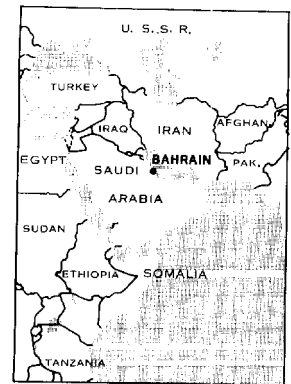 U. S. S. R.
TURKEY
IRAQ
IRAN
AFGHAN.
EGYPT
BAHRAIN
PAK.
SAUDI
ARABIA
SUDAN
ETHIOPIA
SOMALIA
TANZANIA